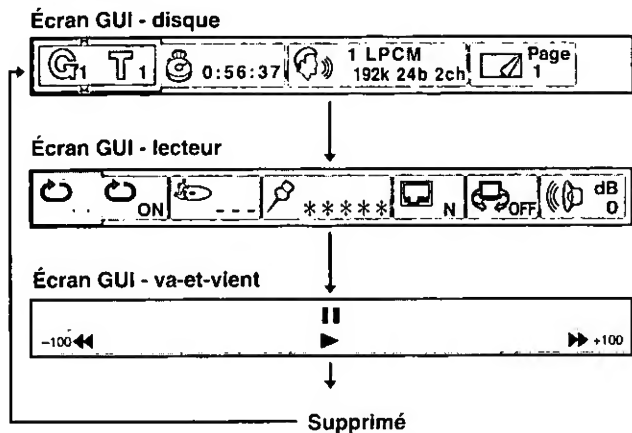 Écran GUI - disque
G1 T1 0:56:37 1 LPCM 192k 24b 2ch Page 1
Écran GUI - lecteur
.. ON --- ***** N OFF dB 0
Écran GUI - va-et-vient
-100 +100
Supprimé